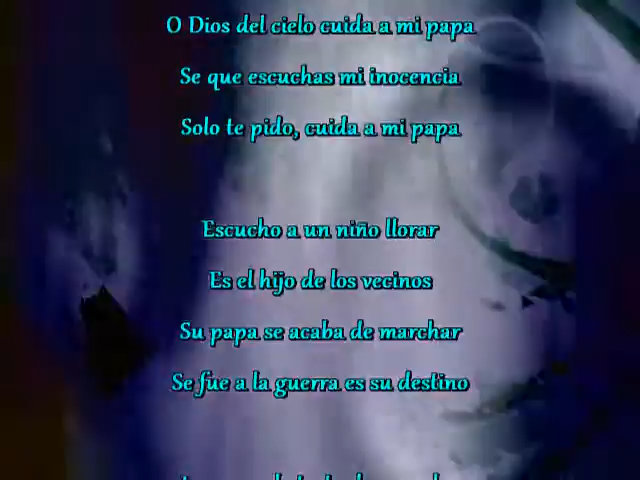 O Dios del cielo cuida a mi papa
Se que escuchas mi inocencia
Solo te pido, cuida a mi papa
Escucho a un niño llorar
Es el hijo de los vecinos
Su papa se acaba de marchar
Se fue a la guerra es su destino